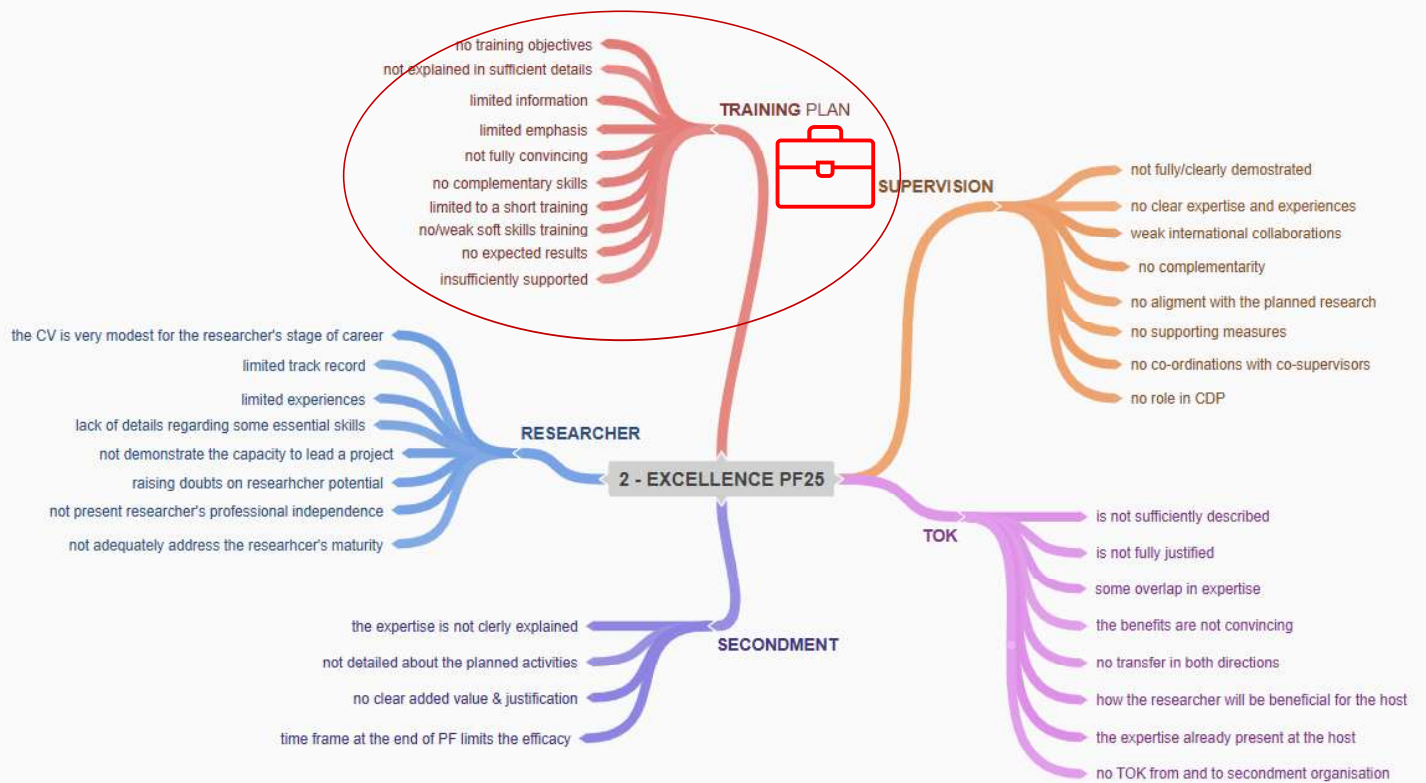 no training objectives
not explained in sufficient details
limited information
limited emphasis
not fully convincing
no complementary skills
limited to a short training
no/weak soft skills training
no expected results
insufficiently supported
TRAINING PLAN
SUPERVISION
not fully/clearly demostrated
no clear expertise and experiences
weak international collaborations
no complementarity
no aligment with the planned research
no supporting measures
no co-ordinations with co-supervisors
no role in CDP
the CV is very modest for the researcher's stage of career
limited track record
limited experiences
lack of details regarding some essential skills
not demonstrate the capacity to lead a project
raising doubts on researhcher potential
not present researcher's professional independence
not adequately address the researhcer's maturity
RESEARCHER
2 - EXCELLENCE PF25
TOK
is not sufficiently described
is not fully justified
some overlap in expertise
the benefits are not convincing
no transfer in both directions
how the researcher will be beneficial for the host
the expertise already present at the host
no TOK from and to secondment organisation
the expertise is not clerly explained
not detailed about the planned activities
no clear added value & justification
time frame at the end of PF limits the efficacy
SECONDMENT